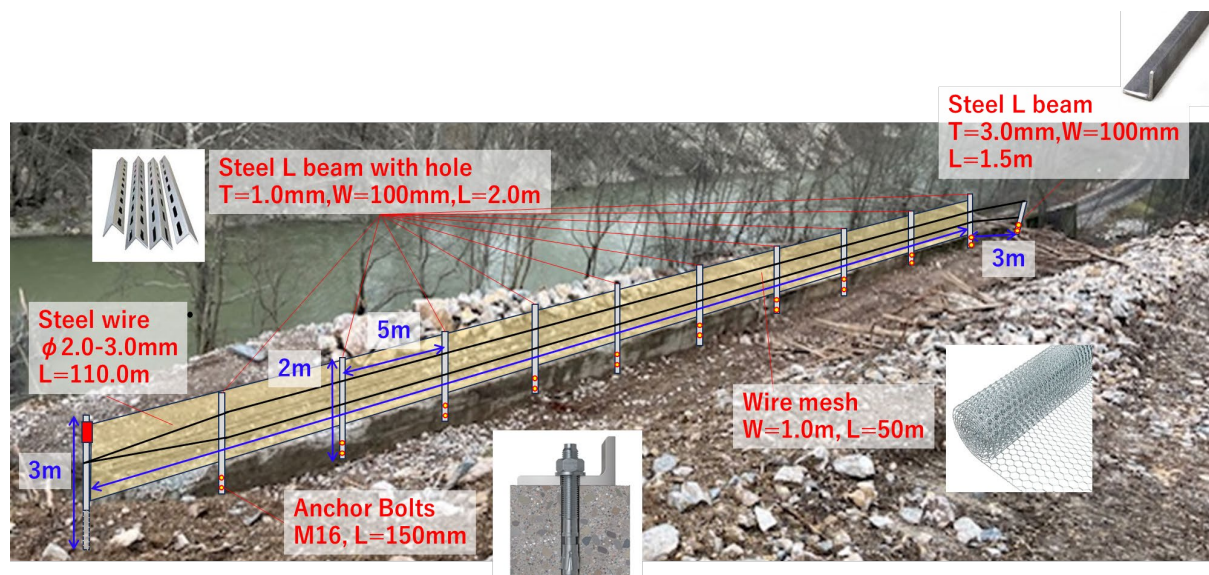 Steel L beam
T=3.0mm,W=100mm
L=1.5m
Steel L beam with hole
T=1.0mm,W=100mm,L=2.0m
3m
Steel wire
φ2.0-3.0mm
L=110.0m
5m
2m
Wire mesh
W=1.0m, L=50m
3m
Anchor Bolts
M16, L=150mm